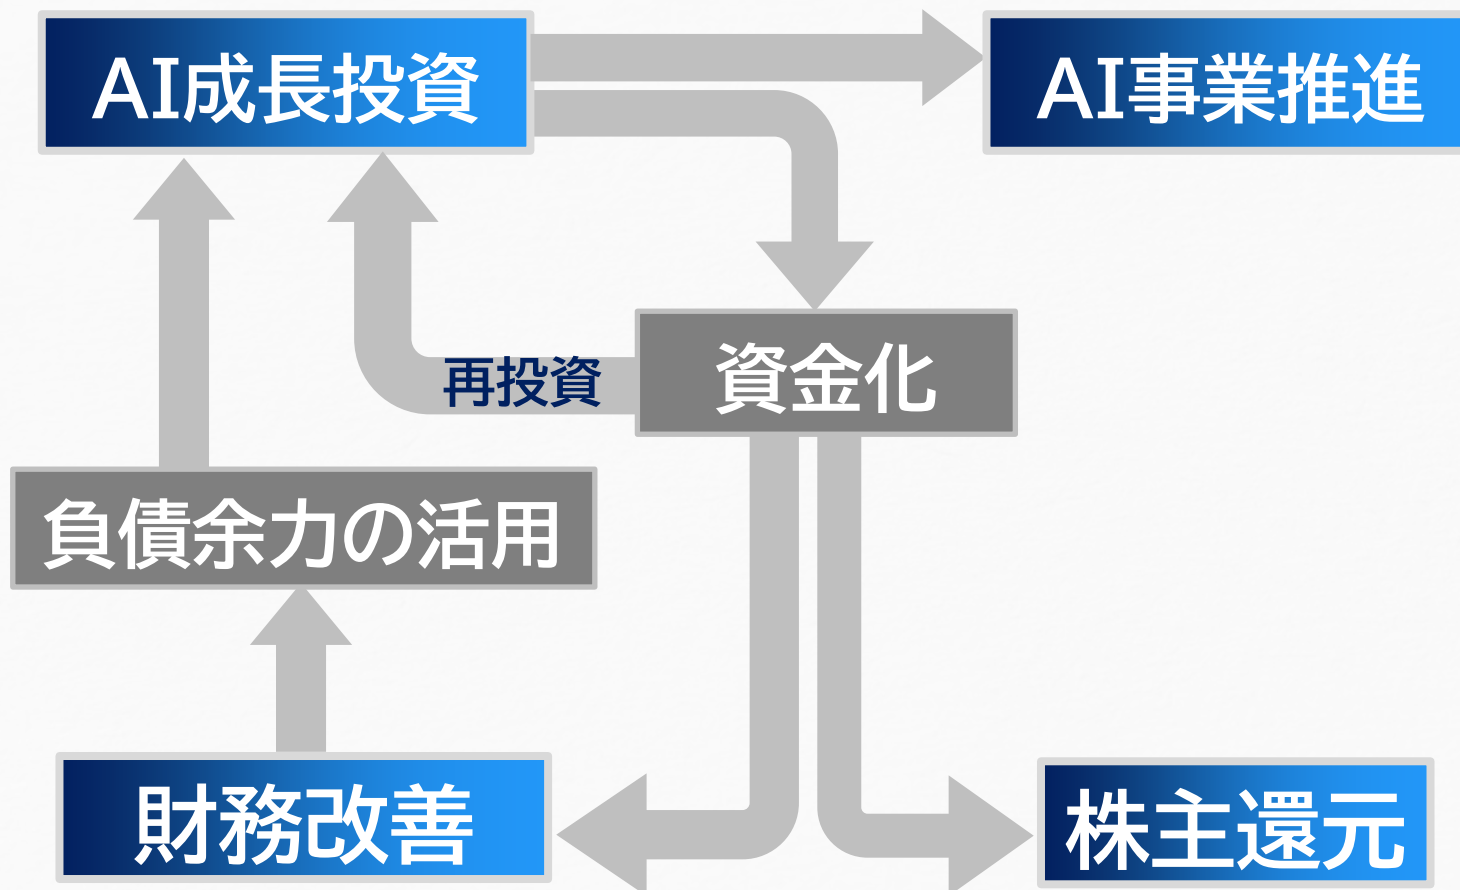 AI成長投資
AI事業推進
再投資
資金化
負債余力の活用
財務改善
株主還元